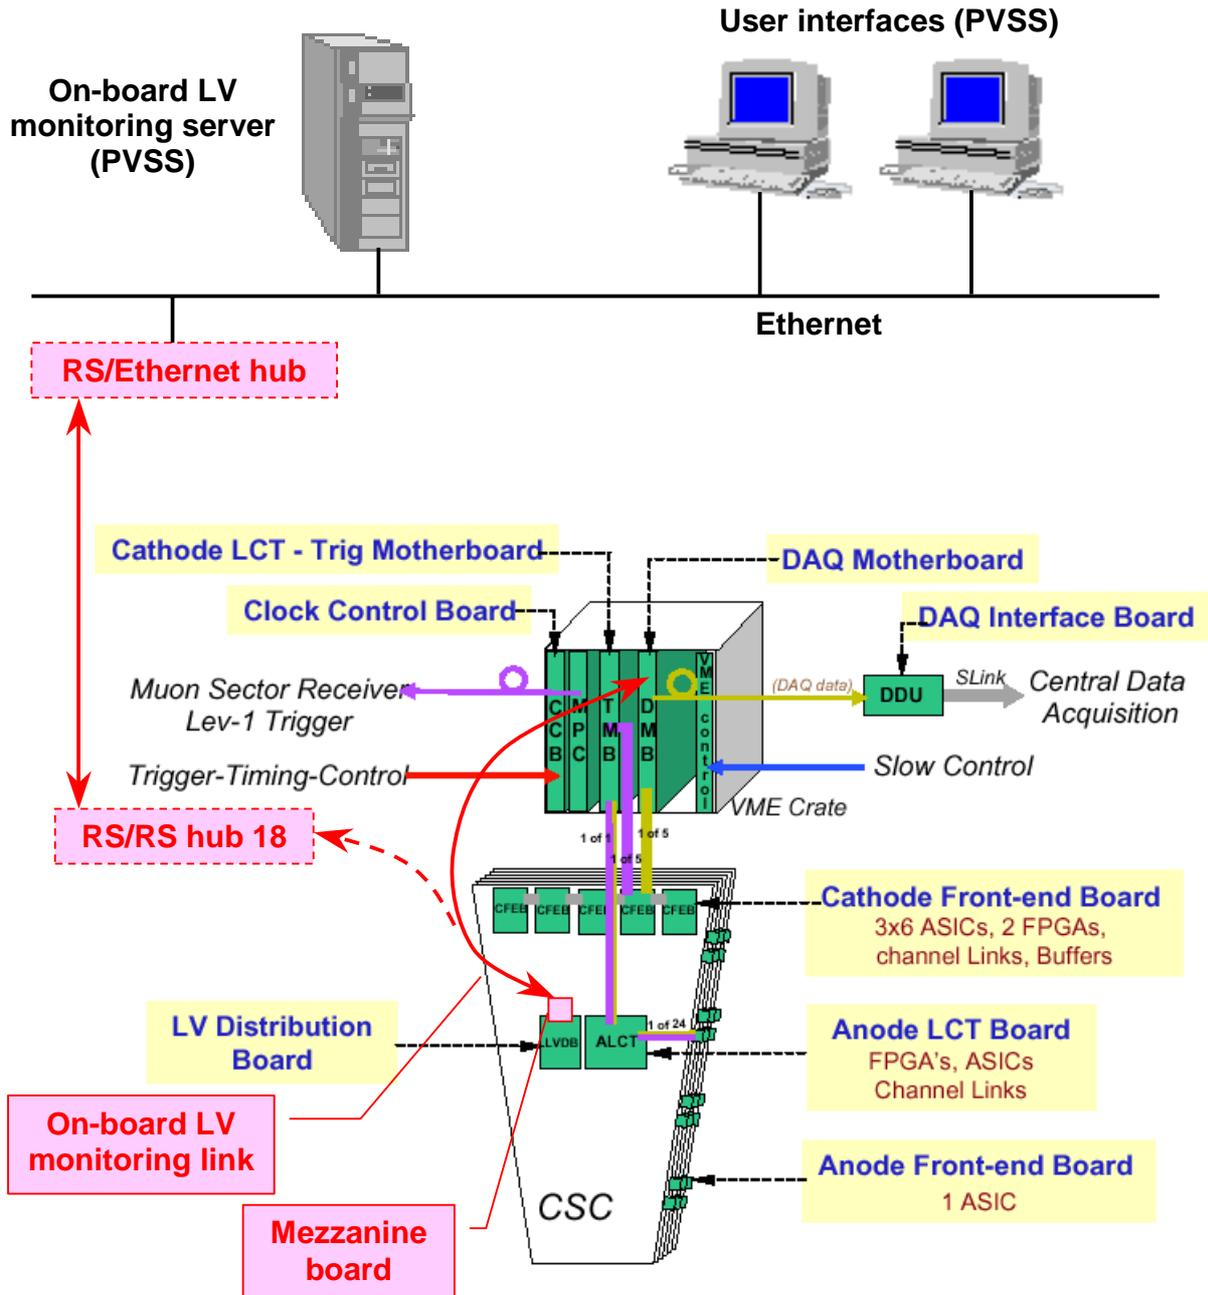 User interfaces (PVSS)
On-board LV
monitoring server
(PVSS)
Ethernet
RS/Ethernet hub
Cathode LCT - Trig Motherboard
DAQ Motherboard
Clock Control Board
DAQ Interface Board
Muon Sector Receiver
Lev-1 Trigger
CCB
MPC
TMB
DMB
VME control
(DAQ data)
DDU
SLink
Central Data
Acquisition
Trigger-Timing-Control
Slow Control
VME Crate
RS/RS hub 18
1 of 1
1 of 5
1 of 5
CFEB
CFEB
CFEB
CFEB
CFEB
Cathode Front-end Board
3x6 ASICs, 2 FPGAs,
channel Links, Buffers
LV Distribution
Board
LVDB
ALCT
1 of 24
Anode LCT Board
FPGA's, ASICs
Channel Links
On-board LV
monitoring link
Anode Front-end Board
1 ASIC
CSC
Mezzanine
board